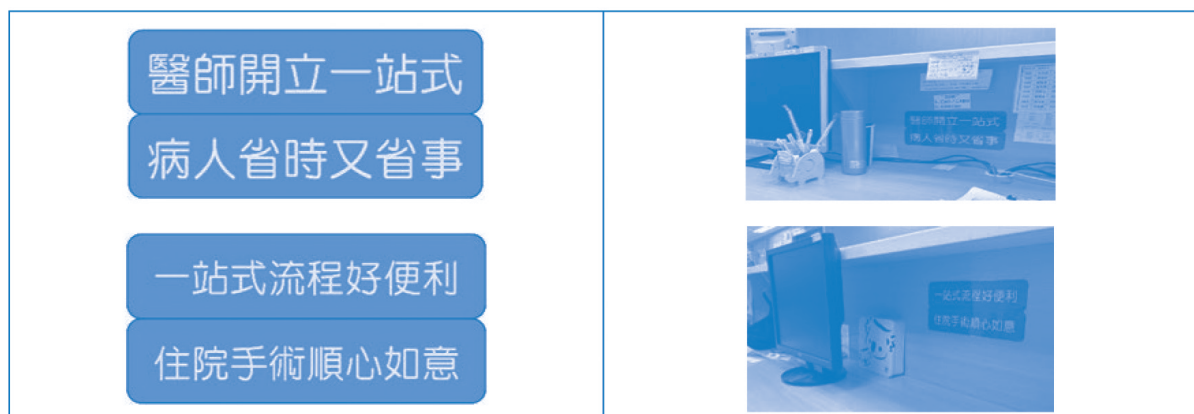 醫師開立一站式
病人省時又省事
一站式流程好便利
住院手術順心如意
醫師開立一站式
病人省時又省事
一站式流程好便利
住院手術順心如意